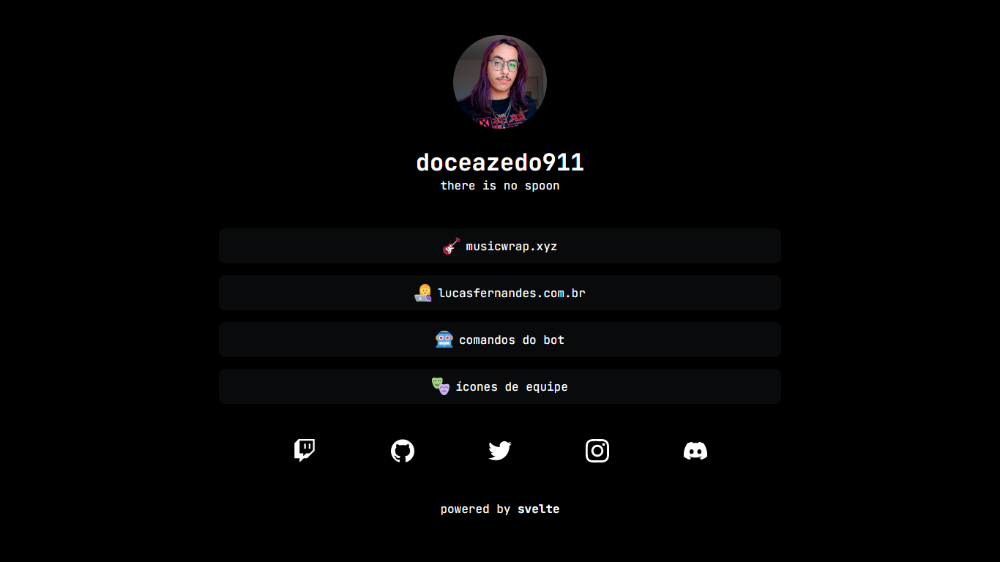 doceazedo911
there is no spoon
musicwrap.xyz
lucasfernandes.com.br
comandos do bot
ícones de equipe
powered by svelte